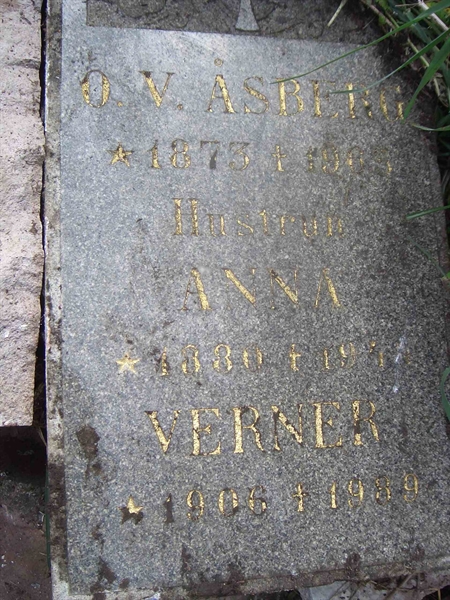 O. V. ÅSBERG
★ 1873 †
Hustrun
ANNA
★ 1880 †
VERNER
★ 1906 † 1989